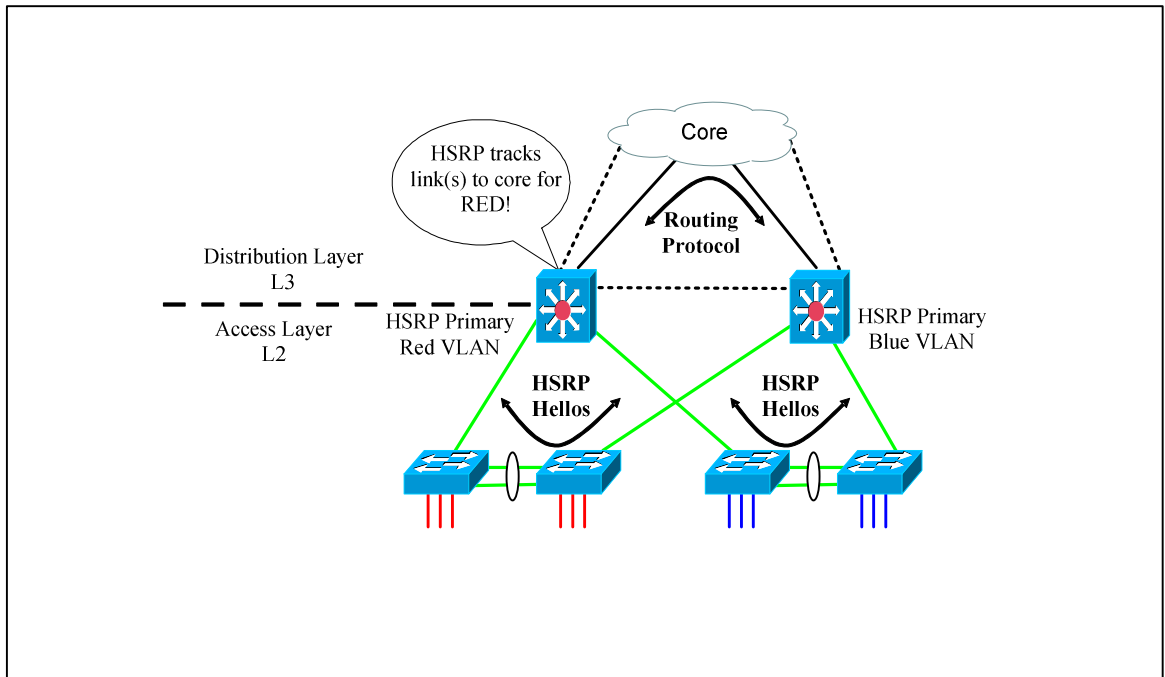 Core
HSRP tracks
link(s) to core for
RED!
Routing
Protocol
Distribution Layer
L3
Access Layer
L2
HSRP Primary
Red VLAN
HSRP Primary
Blue VLAN
HSRP
Hellos
HSRP
Hellos